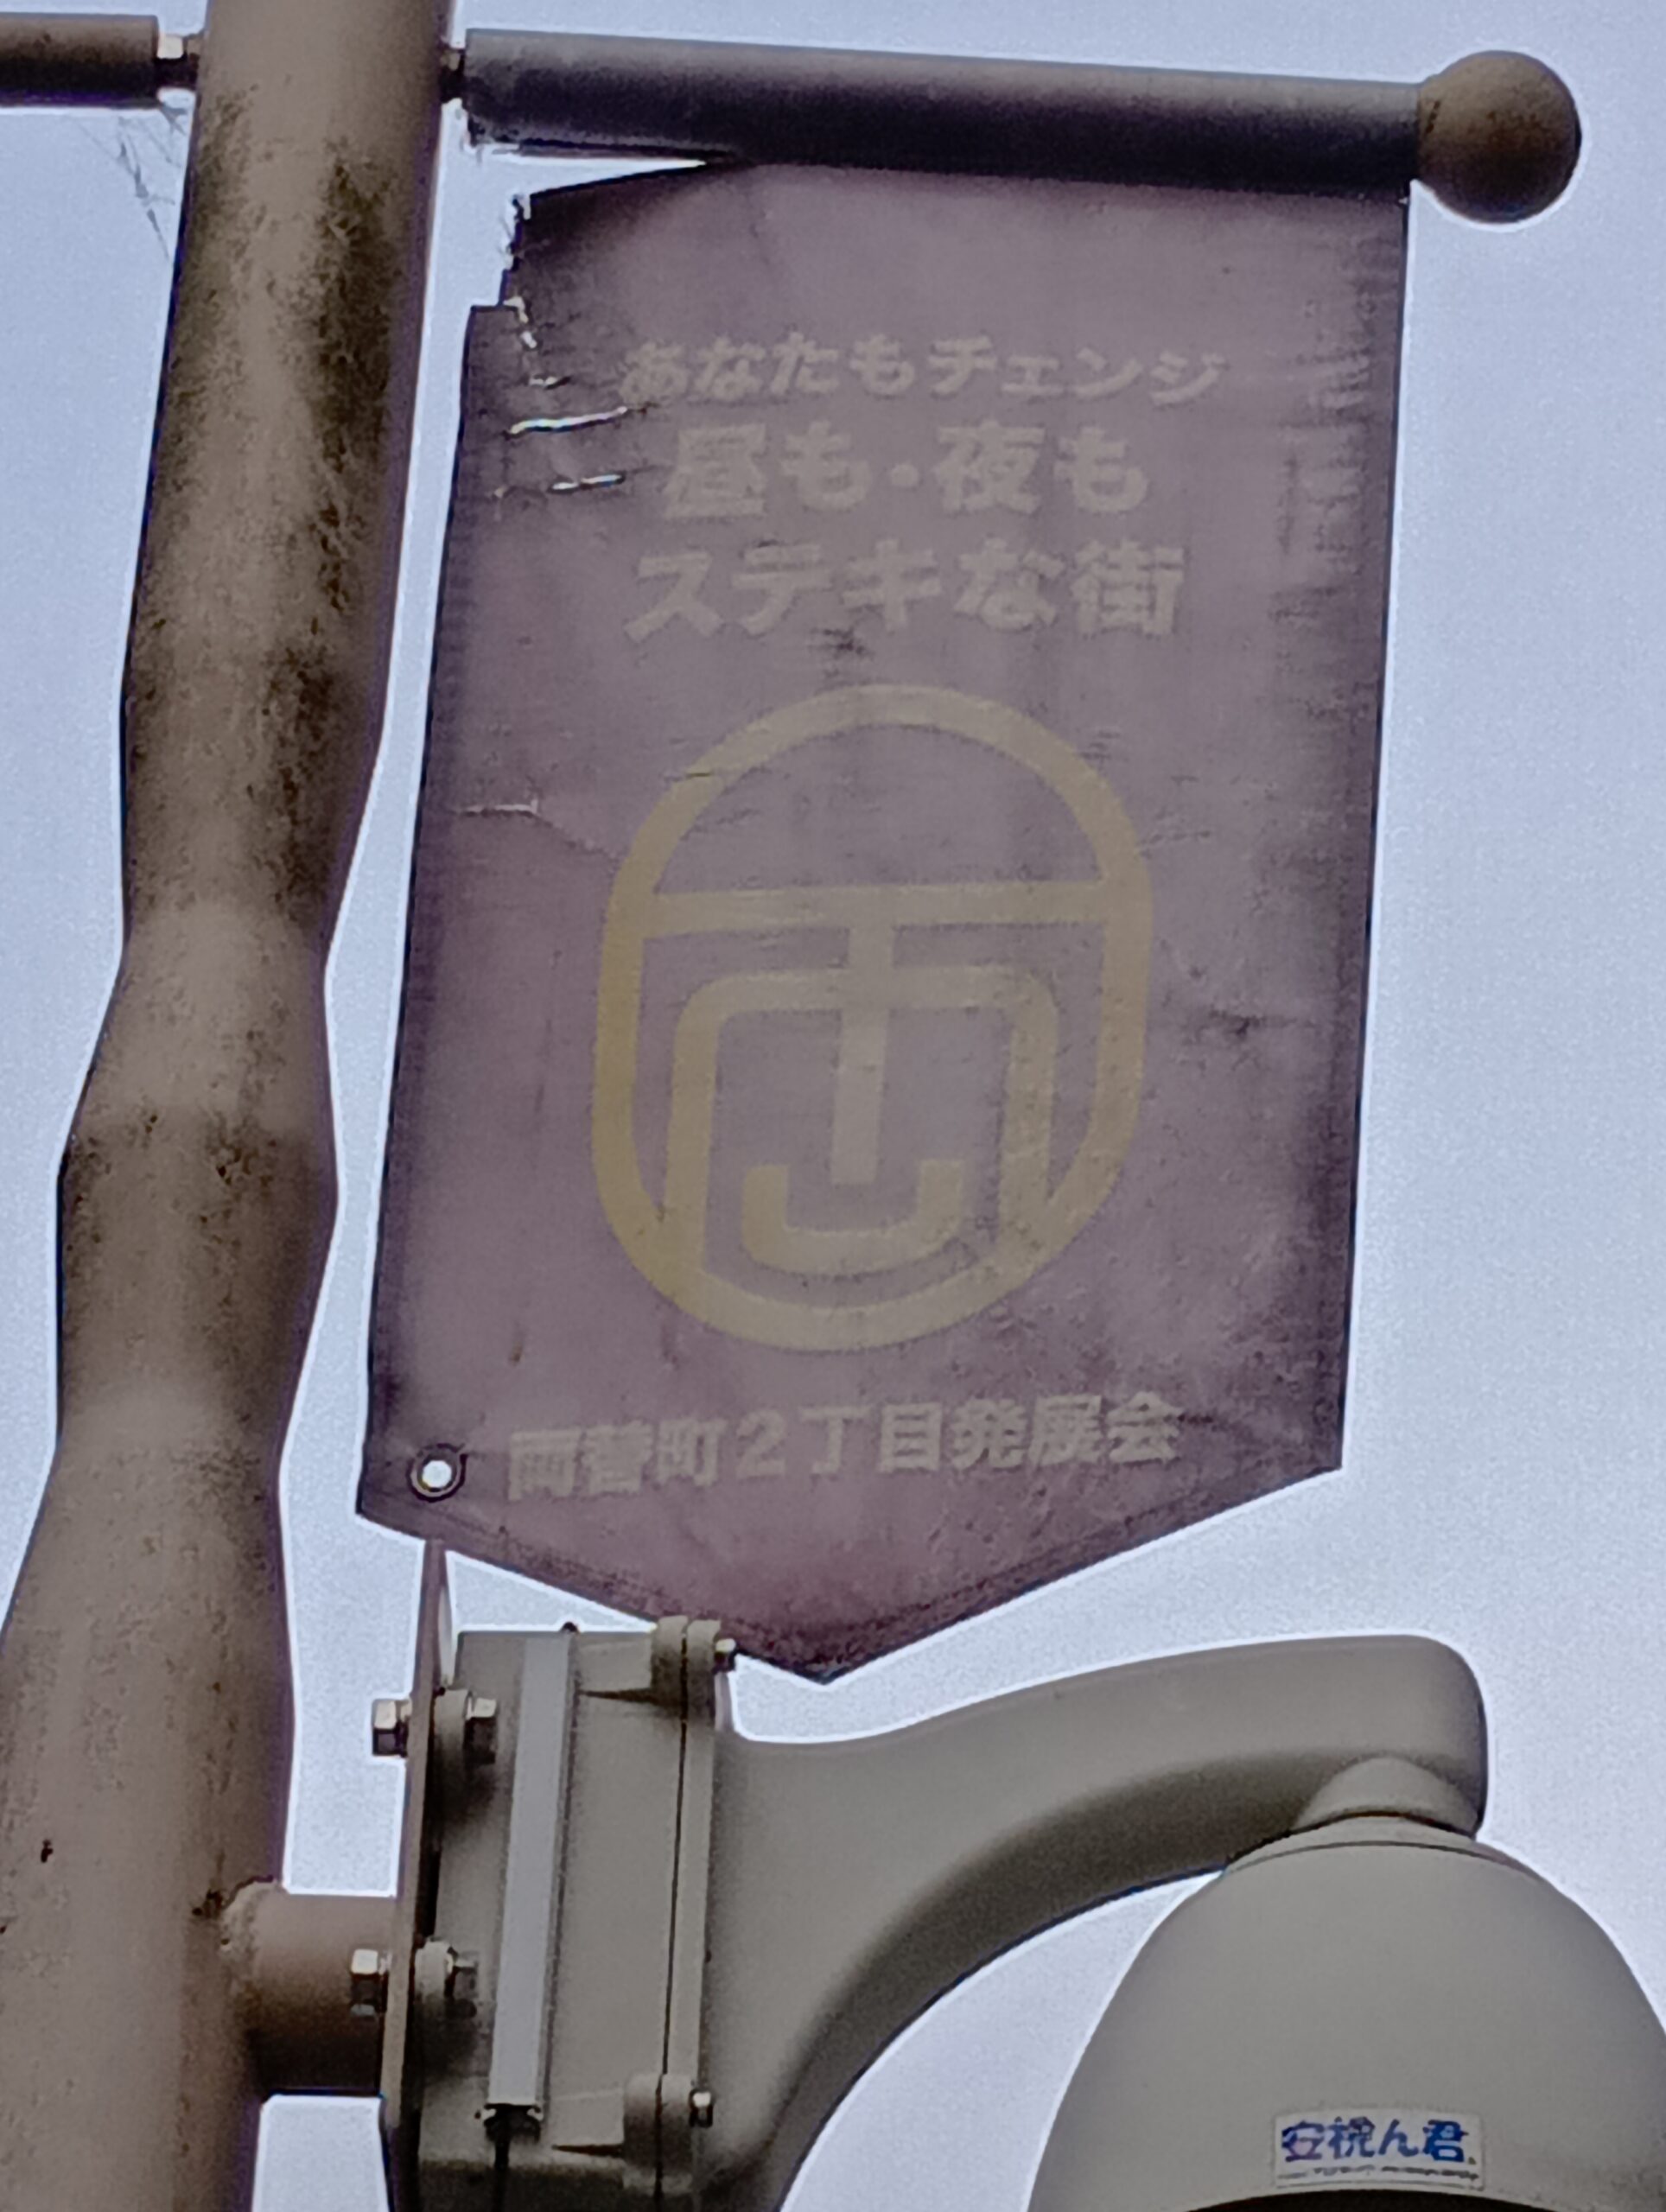 あなたもチェンジ
昼も・夜も
ステキな街
両替町2丁目発展会
安視ん君